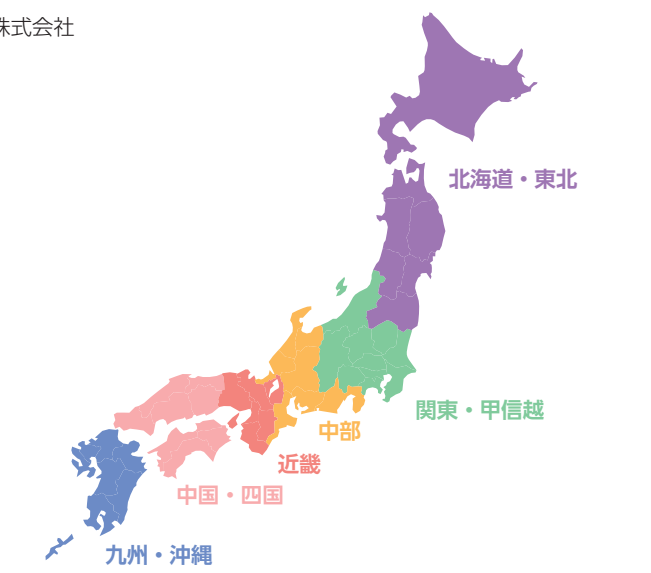 株式会社
北海道・東北
関東・甲信越
中部
近畿
中国・四国
九州・沖縄